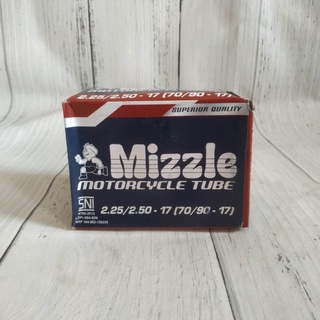 2.25/2.50 - 17 (70/90 - 17)
SUPERIOR QUALITY
Mizzle
MOTORCYCLE TUBE
SNI
2.25/2.50 - 17 (70/90 - 17)